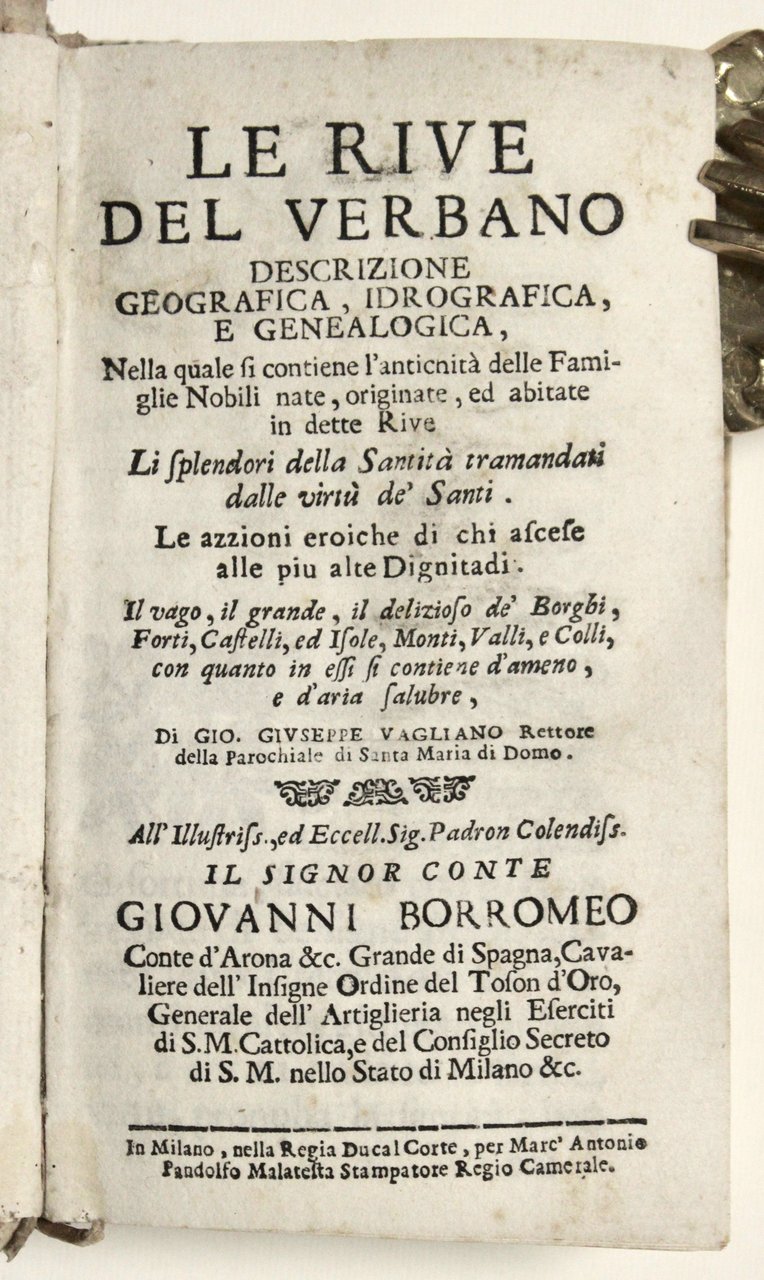 LE RIVE
DEL VERBANO
DESCRIZIONE
GEOGRAFICA, IDROGRAFICA,
E GENEALOGICA,
Nella quale ſi contiene l'anticnità delle Fami-
glie Nobili nate, originate, ed abitate
in dette Rive
Li ſplendori della Santità tramandati
dalle virtù de' Santi.
Le azzioni eroiche di chi aſceſe
alle piu alte Dignitadi.
Il vago, il grande, il delizioſo de' Borghi,
Forti, Caſtelli, ed Iſole, Monti, Valli, e Colli,
con quanto in eſſi ſi contiene d'ameno,
e d'aria ſalubre,
Di GIO. GIVSEPPE VAGLIANO Rettore
della Parochiale di Santa Maria di Domo.
All' Illuſtriſs., ed Eccell. Sig. Padron Colendiſs.
IL SIGNOR CONTE
GIOVANNI BORROMEO
Conte d'Arona &c. Grande di Spagna, Cava-
liere dell' Inſigne Ordine del Toſon d'Oro,
Generale dell' Artiglieria negli Eſerciti
di S.M. Cattolica, e del Conſiglio Secreto
di S. M. nello Stato di Milano &c.
In Milano, nella Regia Ducal Corte, per Marc' Antonio
Pandolfo Malateſta Stampatore Regio Camerale.